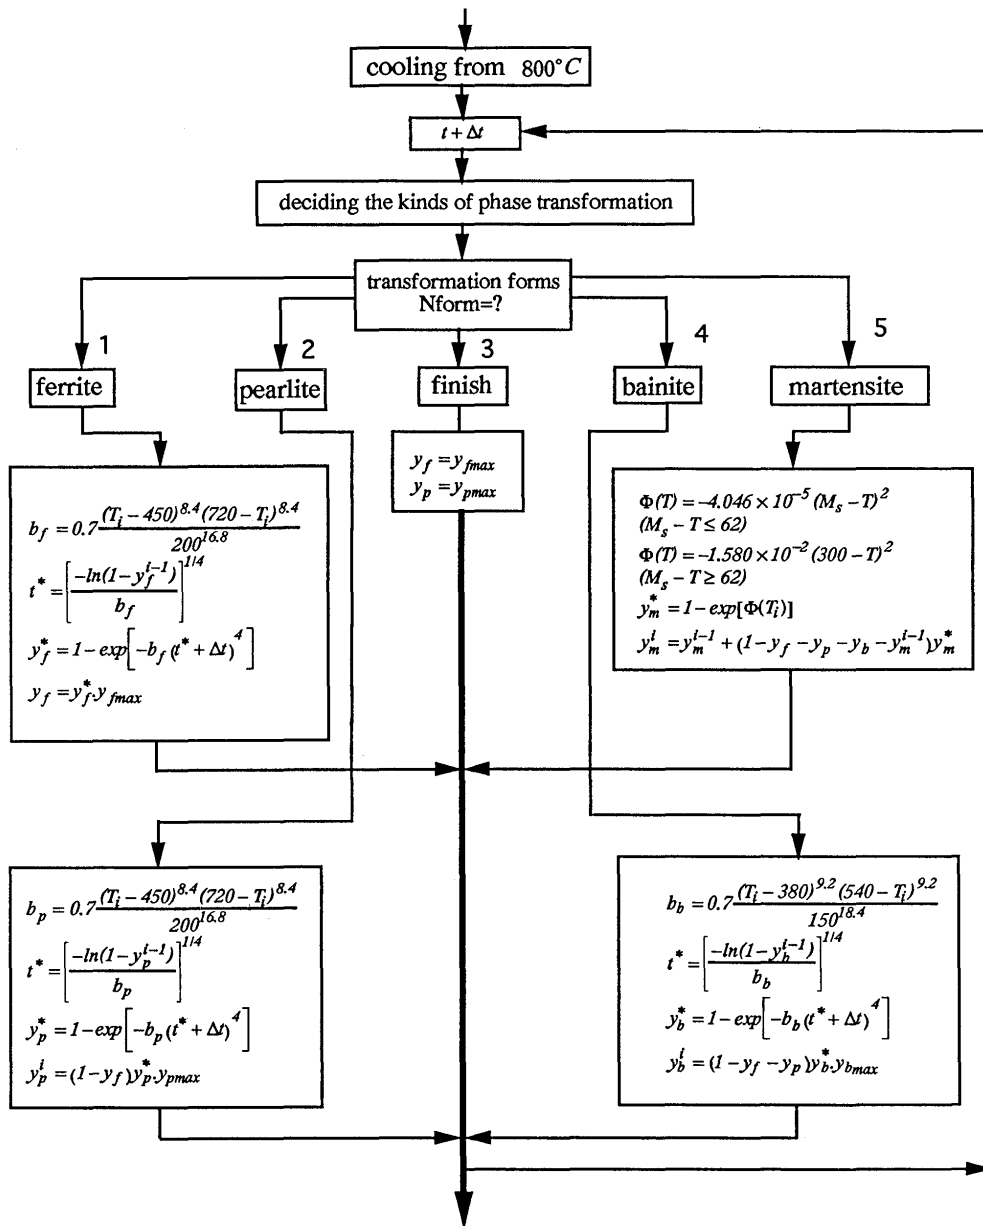 cooling from 800°C
t + Δt
deciding the kinds of phase transformation
transformation forms
Nform=?
1
2
3
4
5
ferrite
pearlite
finish
bainite
martensite
b_f = 0.7 (T_i − 450)^8.4 (720 − T_i)^8.4 / 200^16.8
t* = [−ln(1 − y_f^{i−1}) / b_f]^{1/4}
y_f^* = 1 − exp[−b_f (t* + Δt)^4]
y_f = y_f^*.y_fmax
y_f = y_fmax
y_p = y_pmax
Φ(T) = −4.046 × 10^−5 (M_s − T)^2
(M_s − T ≤ 62)
Φ(T) = −1.580 × 10^−2 (300 − T)^2
(M_s − T ≥ 62)
y_m^* = 1 − exp[Φ(T_i)]
y_m^i = y_m^{i−1} + (1 − y_f − y_p − y_b − y_m^{i−1}) y_m^*
b_p = 0.7 (T_i − 450)^8.4 (720 − T_i)^8.4 / 200^16.8
t* = [−ln(1 − y_p^{i−1}) / b_p]^{1/4}
y_p^* = 1 − exp[−b_p (t* + Δt)^4]
y_p^i = (1 − y_f) y_p^*.y_pmax
b_b = 0.7 (T_i − 380)^9.2 (540 − T_i)^9.2 / 150^18.4
t* = [−ln(1 − y_b^{i−1}) / b_b]^{1/4}
y_b^* = 1 − exp[−b_b (t* + Δt)^4]
y_b^i = (1 − y_f − y_p) y_b^*.y_bmax